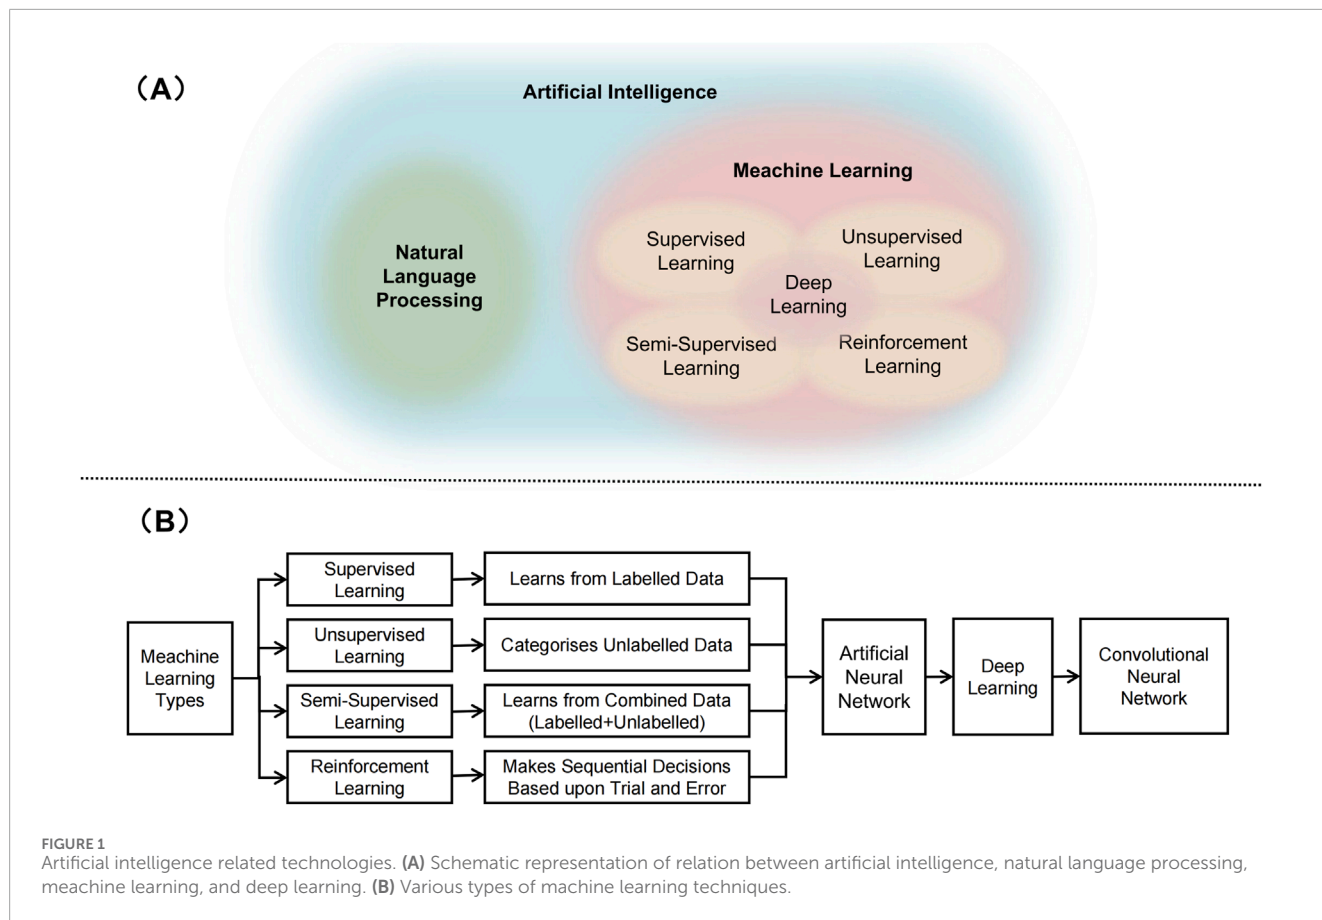 （A）
Artificial Intelligence
Meachine Learning
Natural
Language
Processing
Supervised
Learning
Unsupervised
Learning
Deep
Learning
Semi-Supervised
Learning
Reinforcement
Learning
（B）
Meachine
Learning
Types
Supervised
Learning
Learns from Labelled Data
Unsupervised
Learning
Categorises Unlabelled Data
Semi-Supervised
Learning
Learns from Combined Data
(Labelled+Unlabelled)
Reinforcement
Learning
Makes Sequential Decisions
Based upon Trial and Error
Artificial
Neural
Network
Deep
Learning
Convolutional
Neural
Network
FIGURE 1
Artificial intelligence related technologies. (A) Schematic representation of relation between artificial intelligence, natural language processing,
meachine learning, and deep learning. (B) Various types of machine learning techniques.